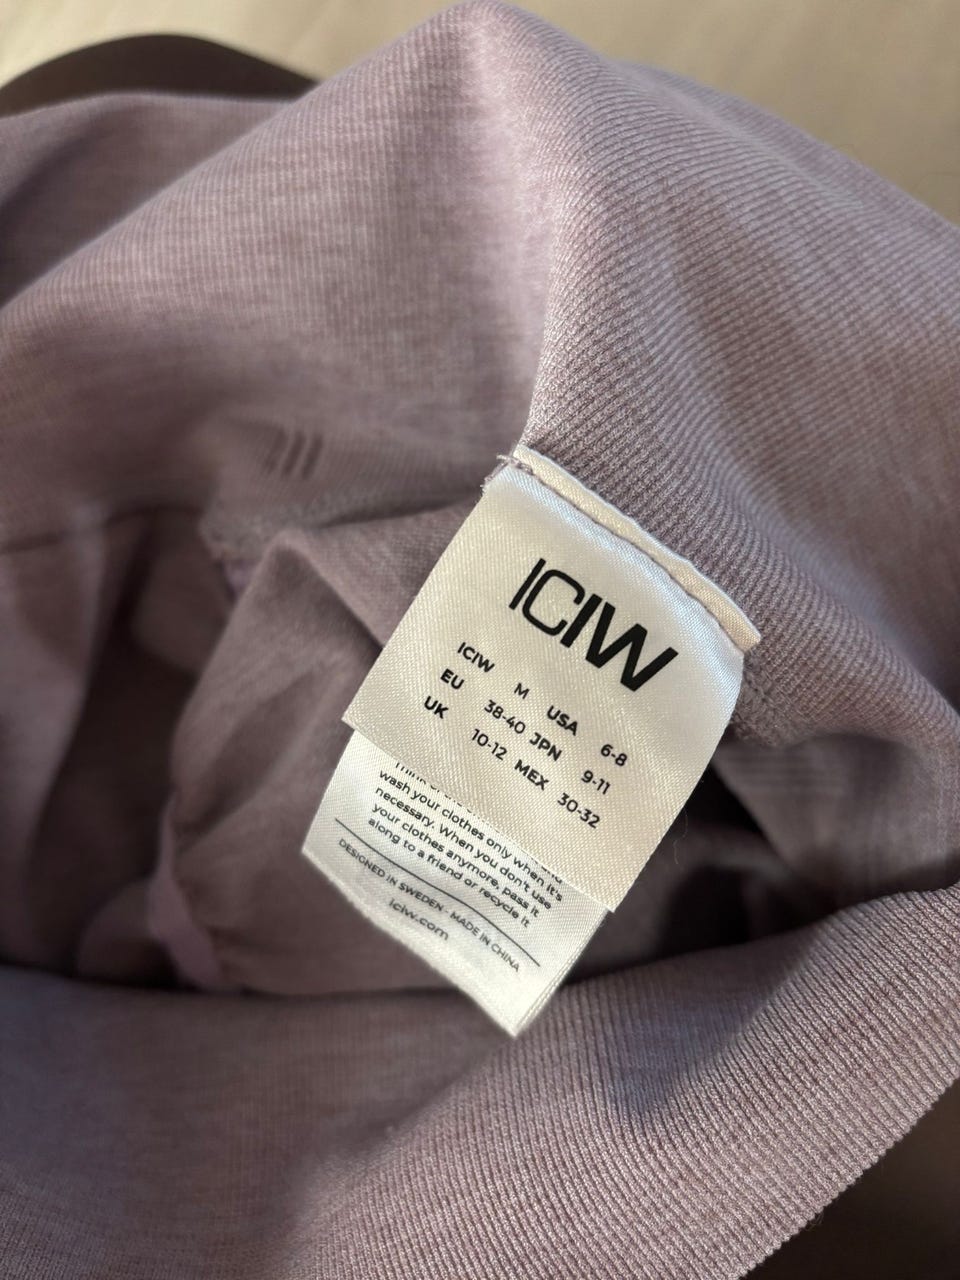 ICIW
ICIW M USA 6-8
EU 38-40 JPN 9-11
UK 10-12 MEX 30-32
wash your clothes only when it's
necessary. When you don't use
your clothes anymore, pass it
along to a friend or recycle it
DESIGNED IN SWEDEN - MADE IN CHINA
iciw.com